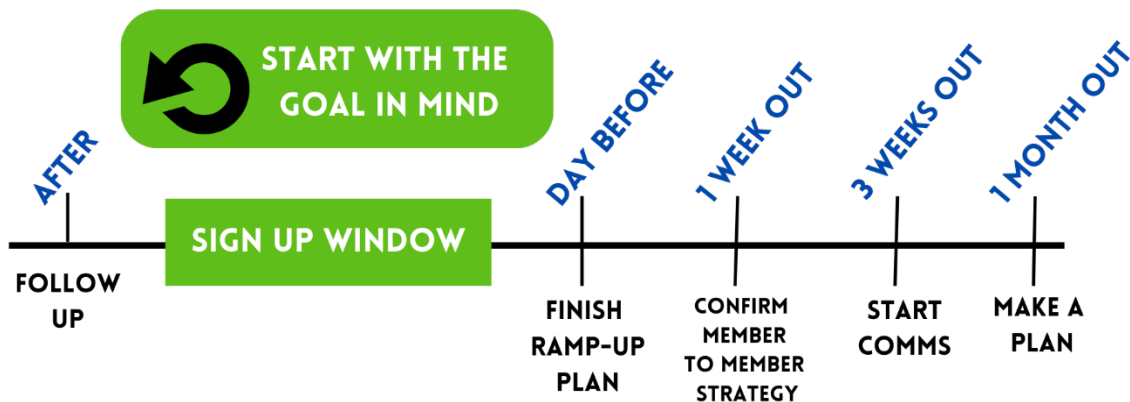 START WITH THE
GOAL IN MIND
AFTER
DAY BEFORE
1 WEEK OUT
3 WEEKS OUT
1 MONTH OUT
SIGN UP WINDOW
FOLLOW
UP
FINISH
RAMP-UP
PLAN
CONFIRM
MEMBER
TO MEMBER
STRATEGY
START
COMMS
MAKE A
PLAN